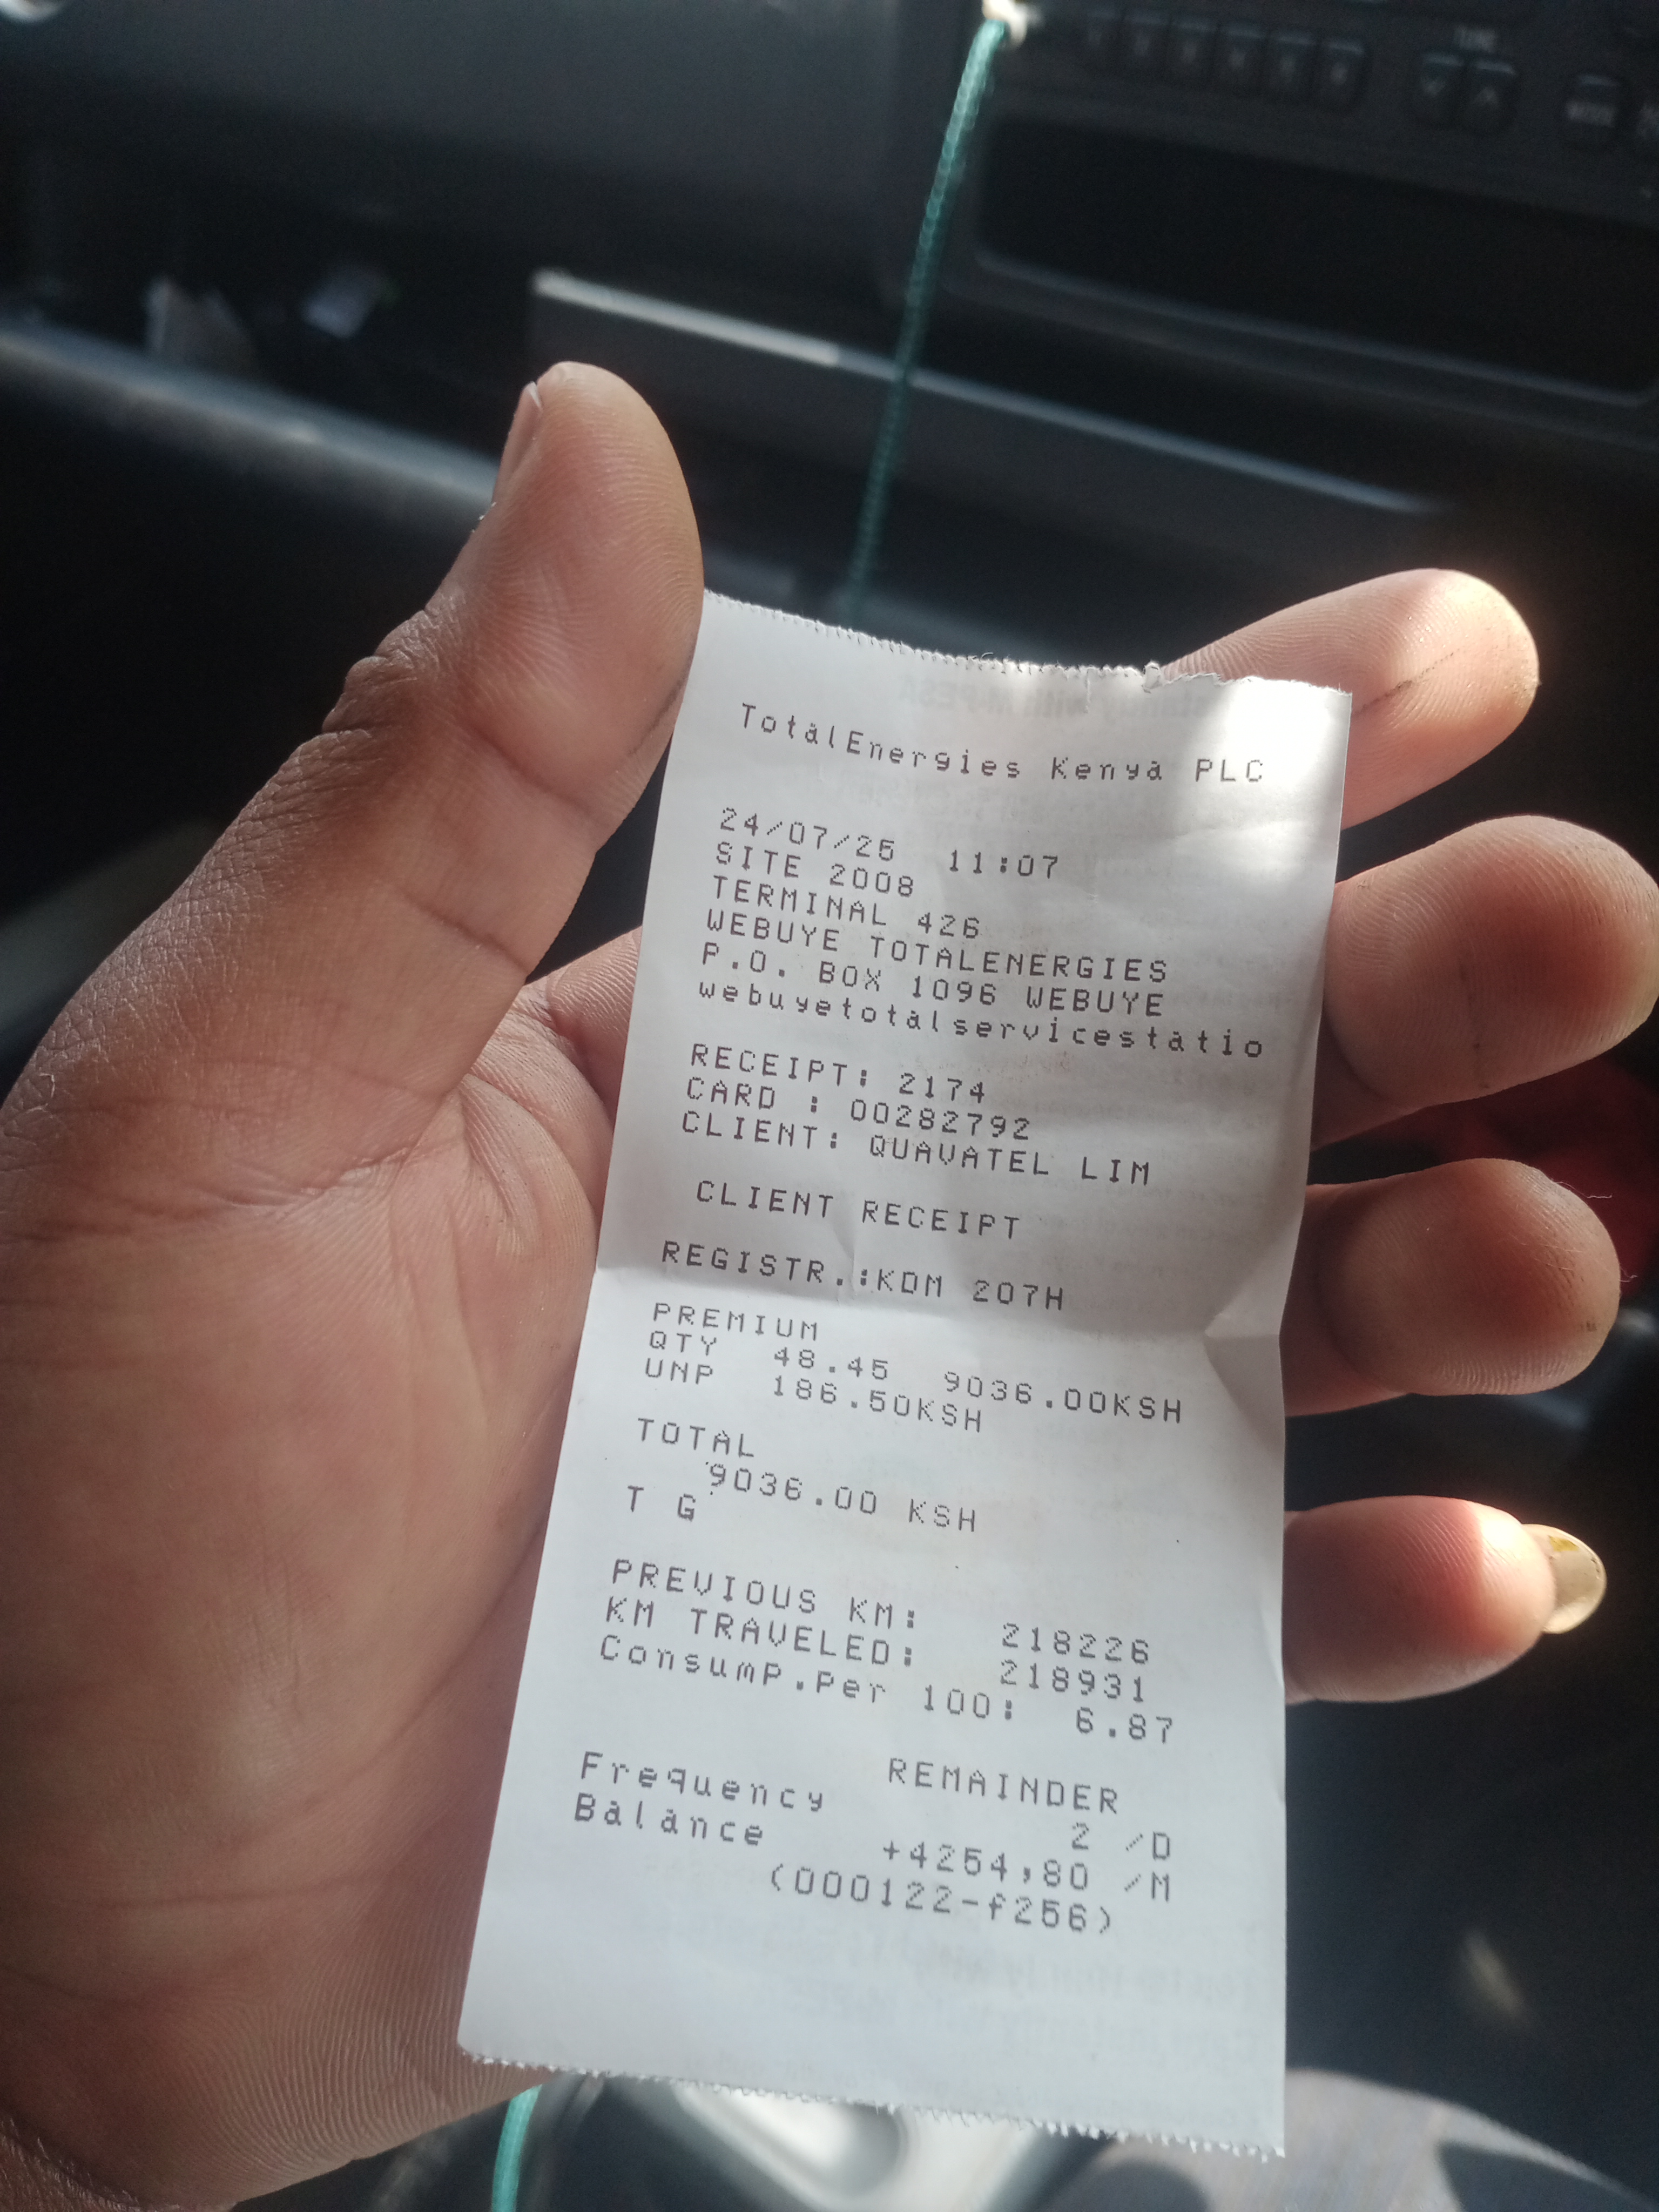 TotalEnergies Kenya PLC
24/07/25 11:07
SITE 2008
TERMINAL 426
WEBUYE TOTALENERGIES
P.O. BOX 1096 WEBUYE
webuyetotalservicestatio
RECEIPT: 2174
CARD : 00282792
CLIENT: QUAVATEL LIM
CLIENT RECEIPT
REGISTR.:KDM 207H
PREMIUM
QTY 48.45 9036.00KSH
UNP 186.50KSH
TOTAL
9036.00 KSH
T G
PREVIOUS KM: 218226
KM TRAVELED: 218931
Consump.Per 100: 6.87
REMAINDER
Frequency 2 /D
Balance +4254,80 /M
(000122-f256)
TUNE
MODE